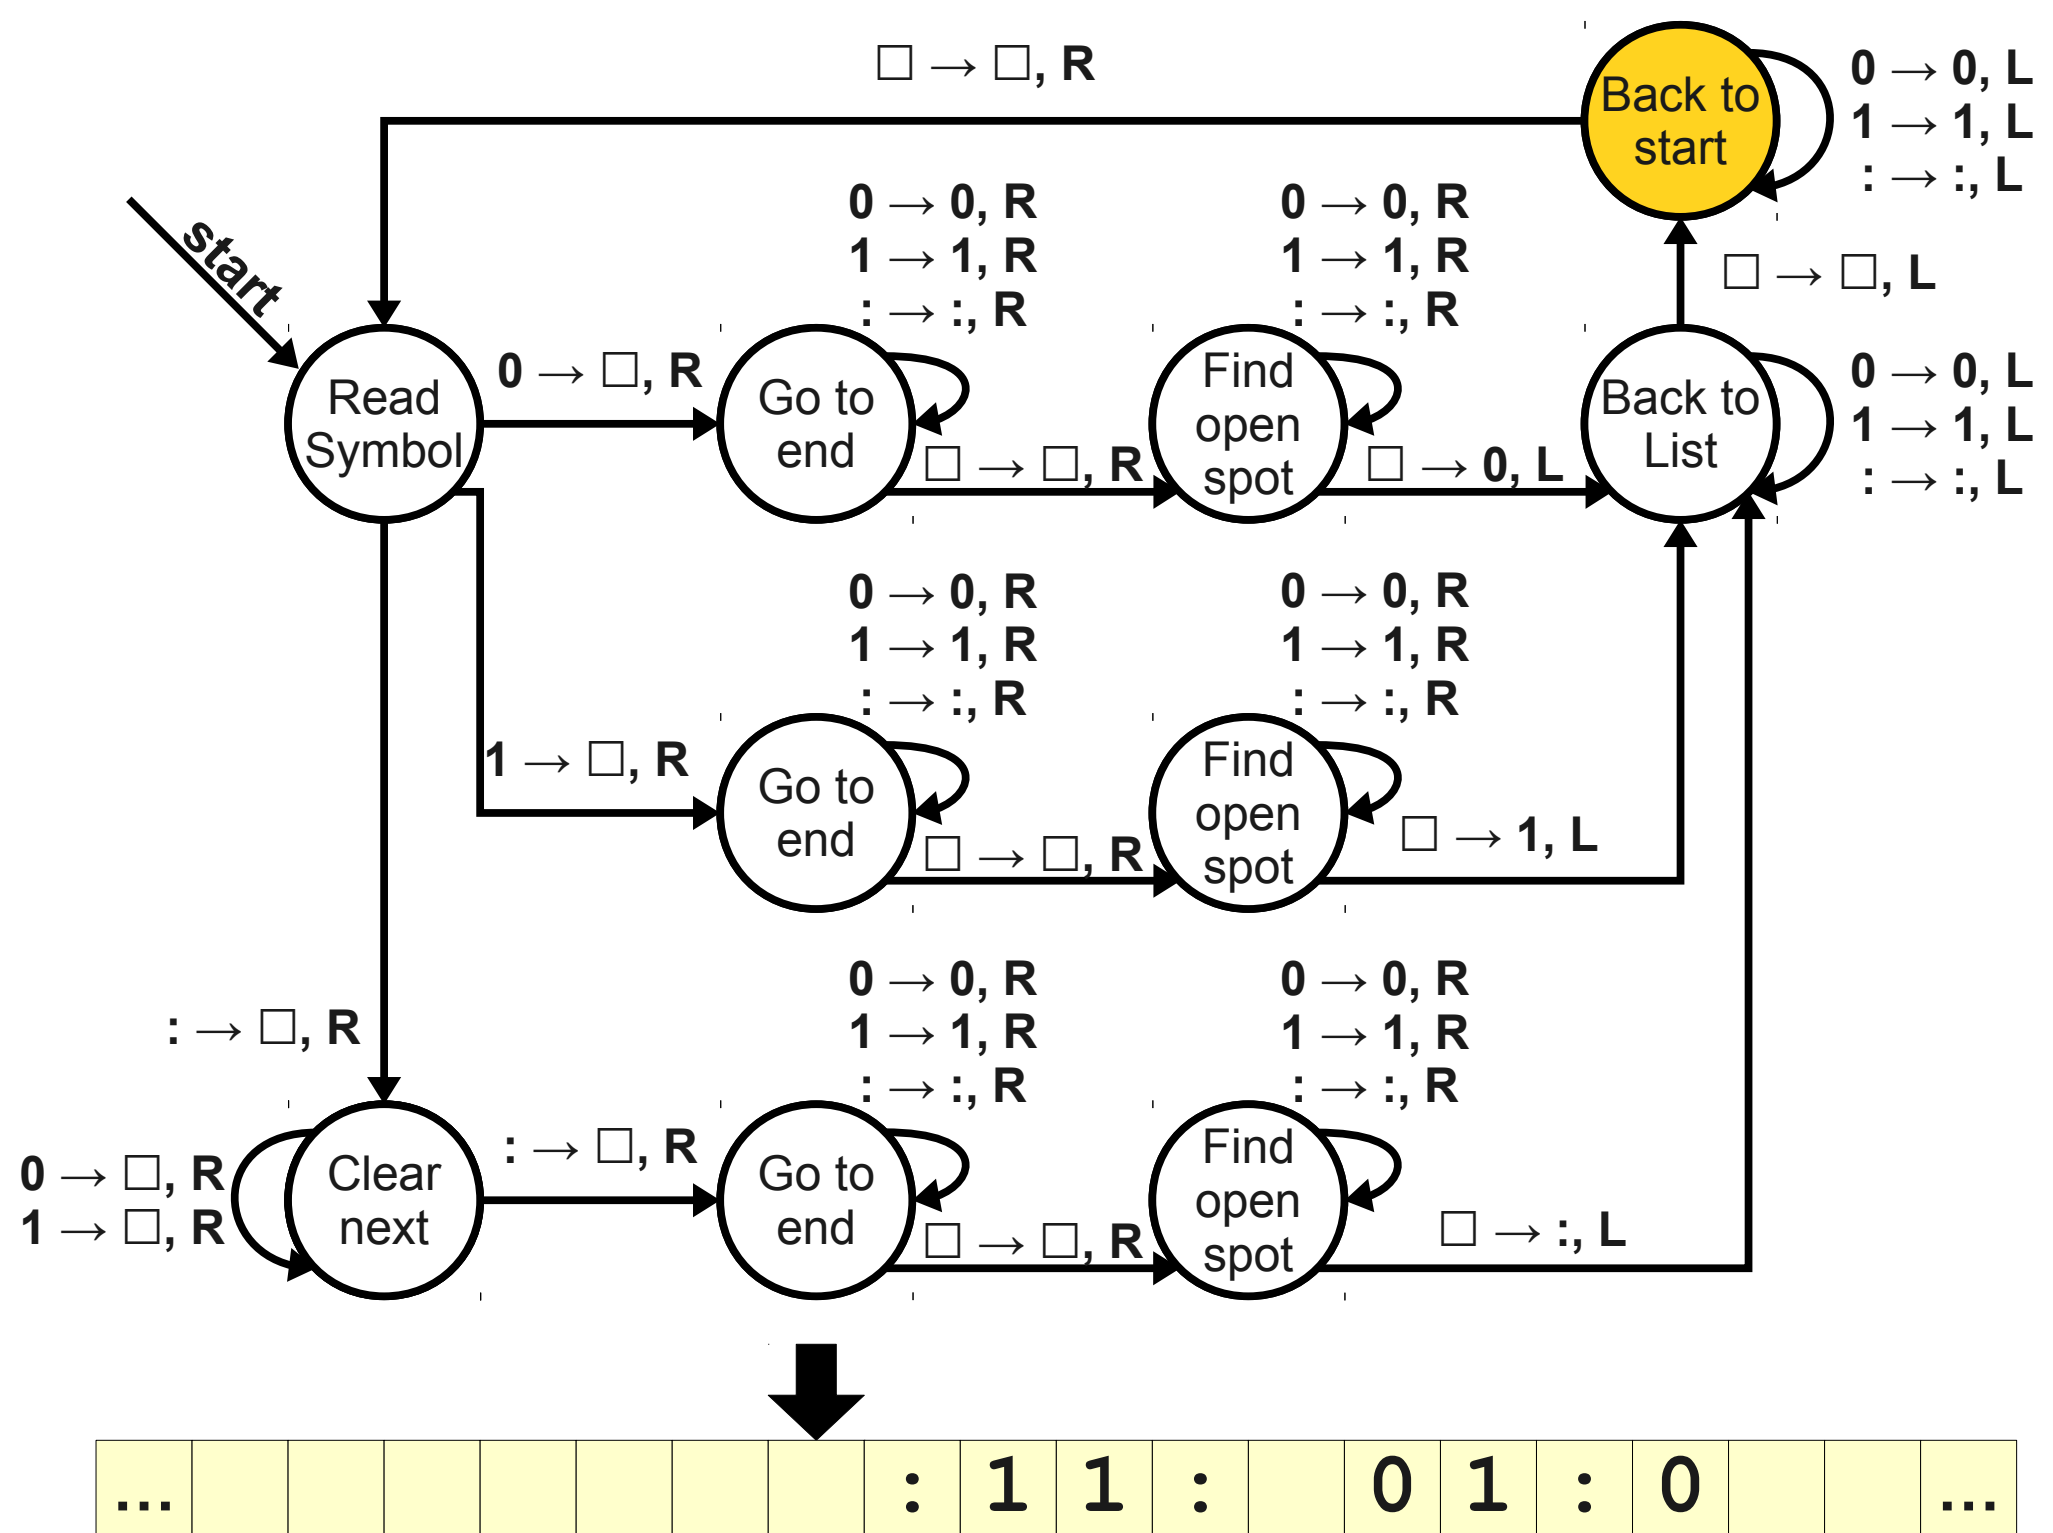 □ → □, R
Back to
start
0 → 0, L
1 → 1, L
: → :, L
start
0 → 0, R
1 → 1, R
: → :, R
0 → 0, R
1 → 1, R
: → :, R
□ → □, L
Read
Symbol
0 → □, R
Go to
end
□ → □, R
Find
open
spot
□ → 0, L
Back to
List
0 → 0, L
1 → 1, L
: → :, L
0 → 0, R
1 → 1, R
: → :, R
0 → 0, R
1 → 1, R
: → :, R
1 → □, R
Go to
end
□ → □, R
Find
open
spot
□ → 1, L
0 → 0, R
1 → 1, R
: → :, R
0 → 0, R
1 → 1, R
: → :, R
: → □, R
0 → □, R
1 → □, R
Clear
next
: → □, R
Go to
end
□ → □, R
Find
open
spot
□ → :, L
... : 1 1 : 0 1 : 0 ...